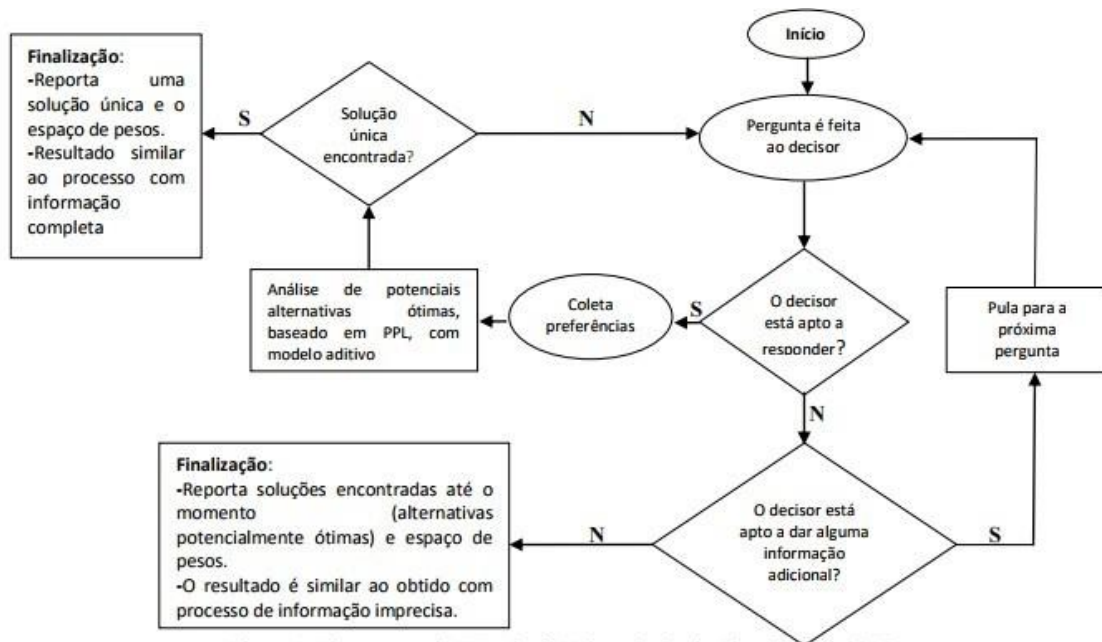 Início
Pergunta é feita
ao decisor
O decisor
está apto a
responder?
S
N
Coleta
preferências
Análise de potenciais
alternativas ótimas,
baseado em PPL, com
modelo aditivo
Solução
única
encontrada?
S
N
Finalização:
-Reporta uma
solução única e o
espaço de pesos.
-Resultado similar
ao processo com
informação
completa
O decisor está
apto a dar alguma
informação
adicional?
S
N
Pula para a
próxima
pergunta
Finalização:
-Reporta soluções encontradas até o
momento (alternativas
potencialmente ótimas) e espaço de
pesos.
-O resultado é similar ao obtido com
processo de informação imprecisa.